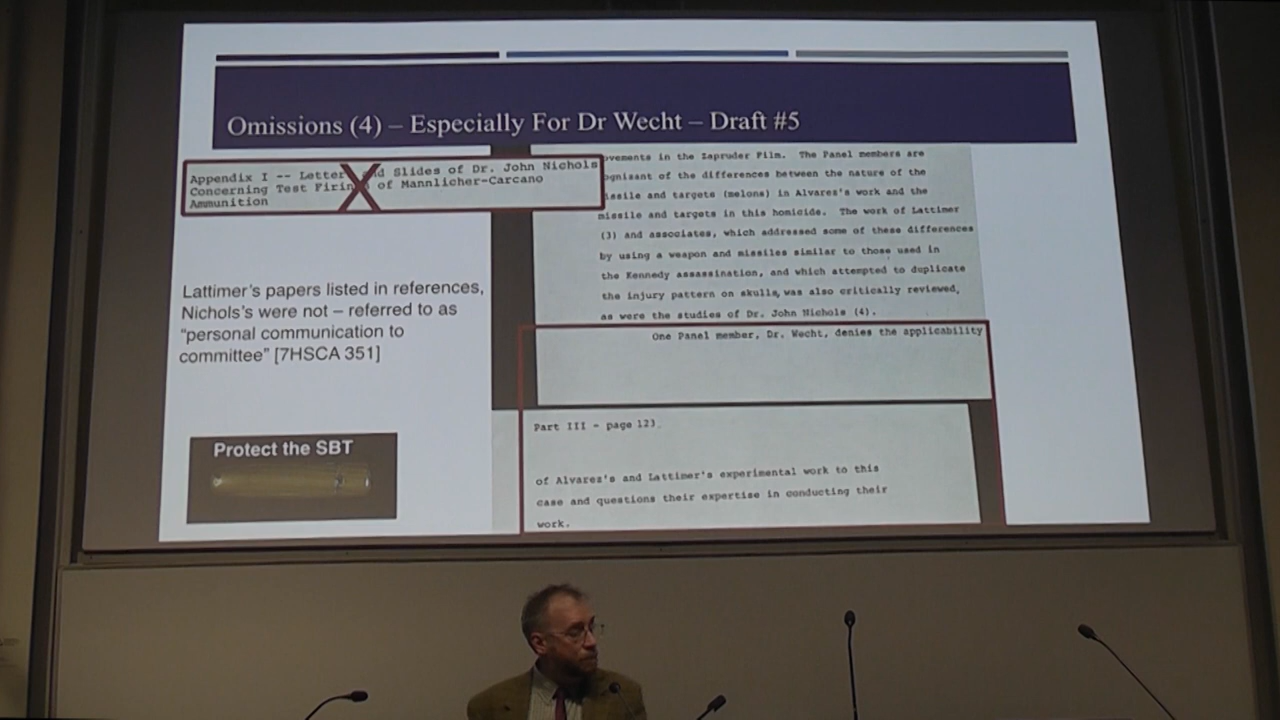 Omissions (4) – Especially For Dr Wecht – Draft #5
Appendix I -- Letter nd Slides of Dr. John Nichols
Concerning Test Firin of Mannlicher-Carcano
Ammunition
Lattimer's papers listed in references,
Nichols's were not – referred to as
“personal communication to
committee” [7HSCA 351]
Protect the SBT
ovements in the Zapruder Film. The Panel members are
ognizant of the differences between the nature of the
issile and targets (melons) in Alvarez's work and the
missile and targets in this homicide. The work of Lattimer
(3) and associates, which addressed some of these differences
by using a weapon and missiles similar to those used in
the Kennedy assassination, and which attempted to duplicate
the injury pattern on skulls, was also critically reviewed,
as were the studies of Dr. John Nichols (4).
One Panel member, Dr. Wecht, denies the applicability
Part III - page 12)
of Alvarez's and Lattimer's experimental work to this
case and questions their expertise in conducting their
work.